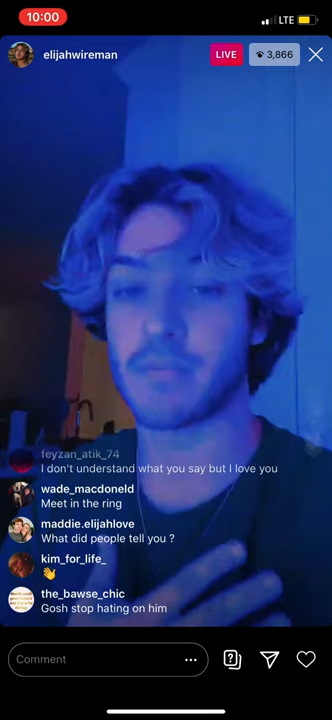 10:00
LTE
elijahwireman
LIVE
3,866
feyzan_atik_74
I don't understand what you say but I love you
wade_macdoneld
Meet in the ring
maddie.elijahlove
What did people tell you ?
kim_for_life_
👋
the_bawse_chic
Gosh stop hating on him
Comment